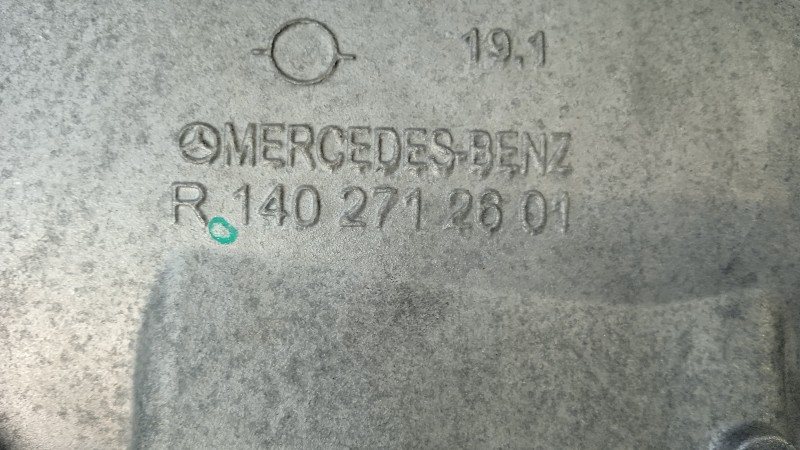 19.1
MERCEDES-BENZ
R 140 271 26 01